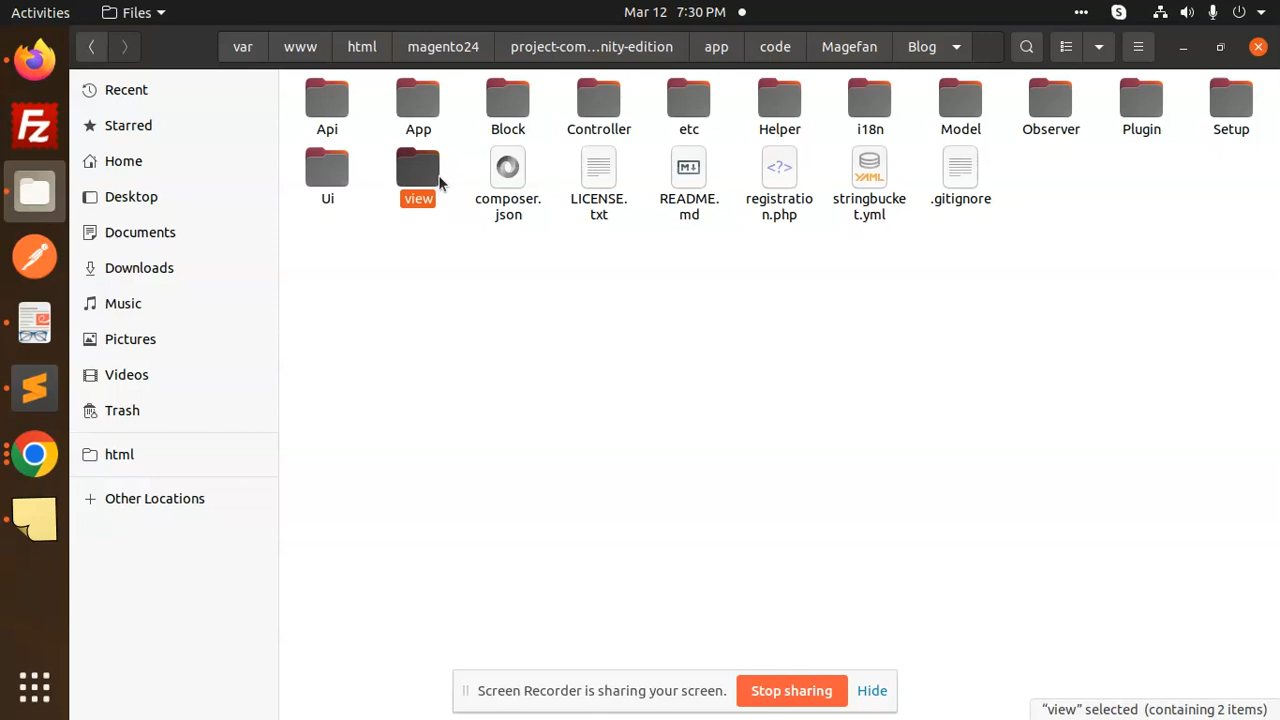 Activities Files Mar 12 7:30 PM
var www html magento24 project-com…nity-edition app code Magefan Blog
Recent
Starred
Home
Desktop
Documents
Downloads
Music
Pictures
Videos
Trash
html
+ Other Locations
Api App Block Controller etc Helper i18n Model Observer Plugin Setup
Ui view composer. LICENSE. README. registratio stringbucke .gitignore
json txt md n.php t.yml
Screen Recorder is sharing your screen. Stop sharing Hide
“view” selected (containing 2 items)